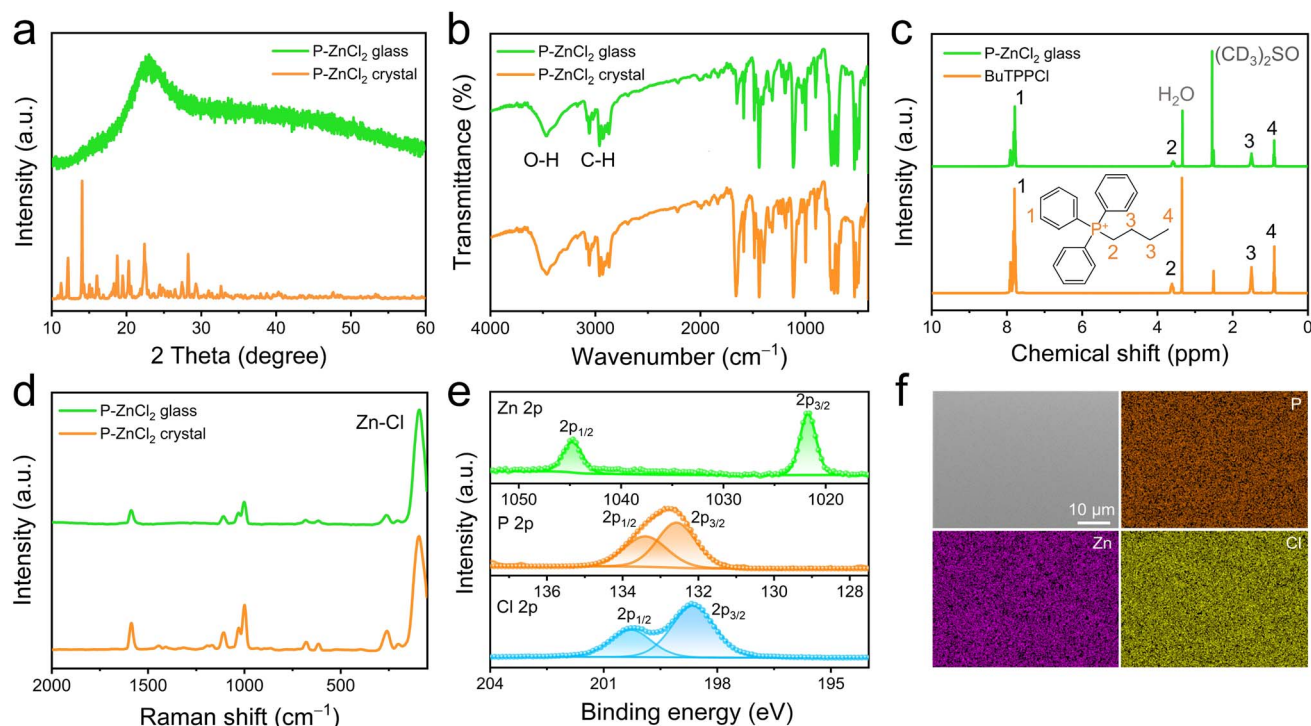 a
P-ZnCl₂ glass
P-ZnCl₂ crystal
Intensity (a.u.)
10 20 30 40 50 60
2 Theta (degree)
b
P-ZnCl₂ glass
P-ZnCl₂ crystal
O-H
C-H
Transmittance (%)
4000 3000 2000 1000
Wavenumber (cm⁻¹)
c
P-ZnCl₂ glass
BuTPPCl
(CD₃)₂SO
H₂O
1
2
3
4
1
2
3
4
1
P⁺
3
4
2
3
Intensity (a.u.)
10 8 6 4 2 0
Chemical shift (ppm)
d
P-ZnCl₂ glass
P-ZnCl₂ crystal
Zn-Cl
Intensity (a.u.)
2000 1500 1000 500
Raman shift (cm⁻¹)
e
Zn 2p
2p₁/₂
2p₃/₂
1050 1040 1030 1020
P 2p
2p₁/₂
2p₃/₂
136 134 132 130 128
Cl 2p
2p₁/₂
2p₃/₂
204 201 198 195
Intensity (a.u.)
Binding energy (eV)
f
10 μm
P
Zn
Cl